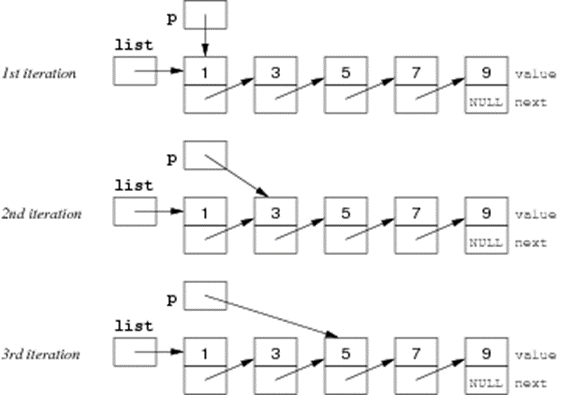 p
list
1st iteration 1 3 5 7 9 value
NULL next
p
list
2nd iteration 1 3 5 7 9 value
NULL next
p
list
3rd iteration 1 3 5 7 9 value
NULL next